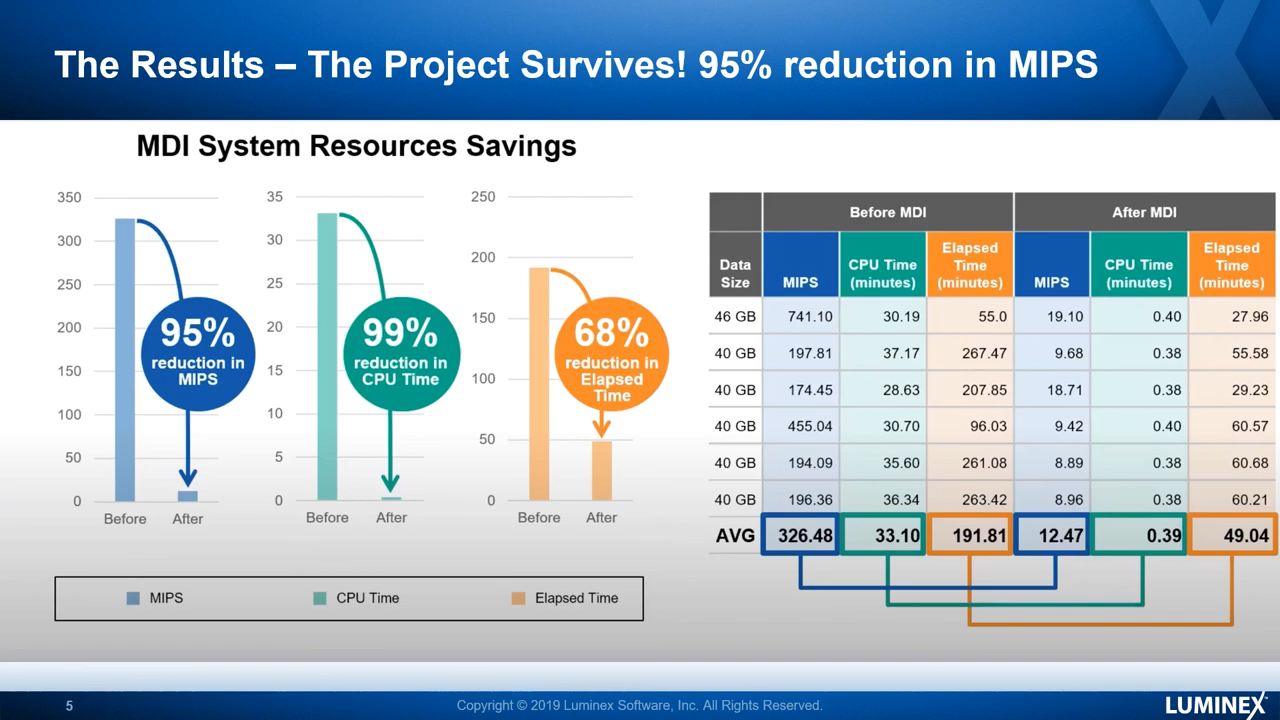 The Results – The Project Survives! 95% reduction in MIPS
MDI System Resources Savings
350
300
250
200
150
100
50
0
Before After
95%
reduction in
MIPS
35
30
25
20
15
10
5
0
Before After
99%
reduction in
CPU Time
250
200
150
100
50
0
Before After
68%
reduction in
Elapsed
Time
MIPS CPU Time Elapsed Time
Before MDI After MDI
Data Size MIPS CPU Time (minutes) Elapsed Time (minutes) MIPS CPU Time (minutes) Elapsed Time (minutes)
46 GB 741.10 30.19 55.0 19.10 0.40 27.96
40 GB 197.81 37.17 267.47 9.68 0.38 55.58
40 GB 174.45 28.63 207.85 18.71 0.38 29.23
40 GB 455.04 30.70 96.03 9.42 0.40 60.57
40 GB 194.09 35.60 261.08 8.89 0.38 60.68
40 GB 196.36 36.34 263.42 8.96 0.38 60.21
AVG 326.48 33.10 191.81 12.47 0.39 49.04
5
Copyright © 2019 Luminex Software, Inc. All Rights Reserved.
LUMINEX